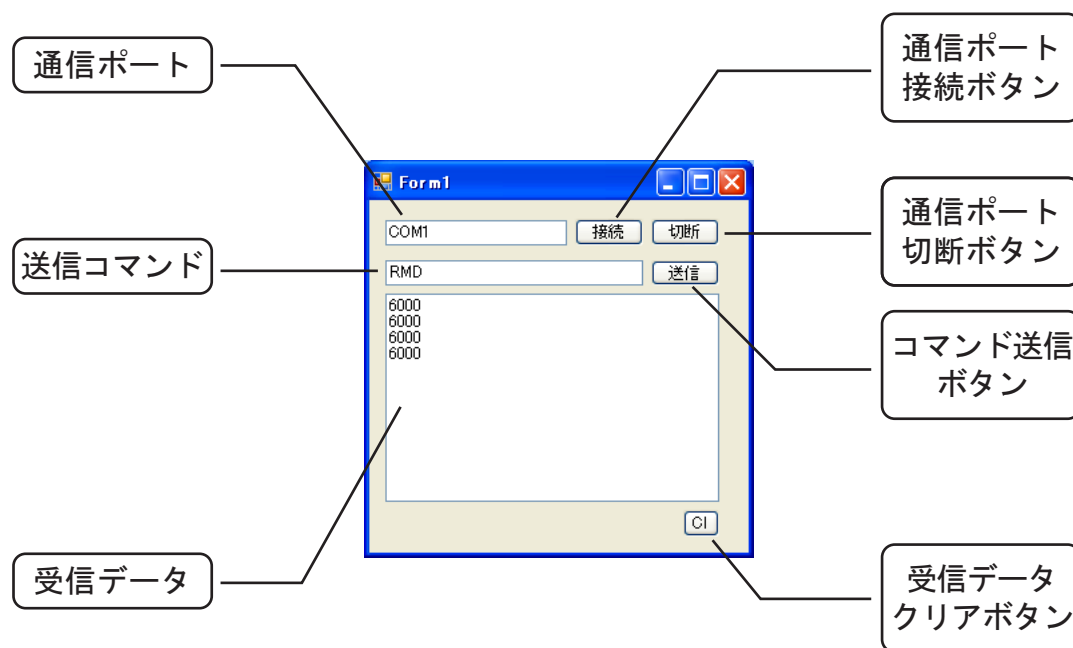 通信ポート
通信ポート
接続ボタン
Form1
COM1
接続
切断
通信ポート
切断ボタン
送信コマンド
RMD
送信
6000
6000
6000
6000
コマンド送信
ボタン
Cl
受信データ
受信データ
クリアボタン